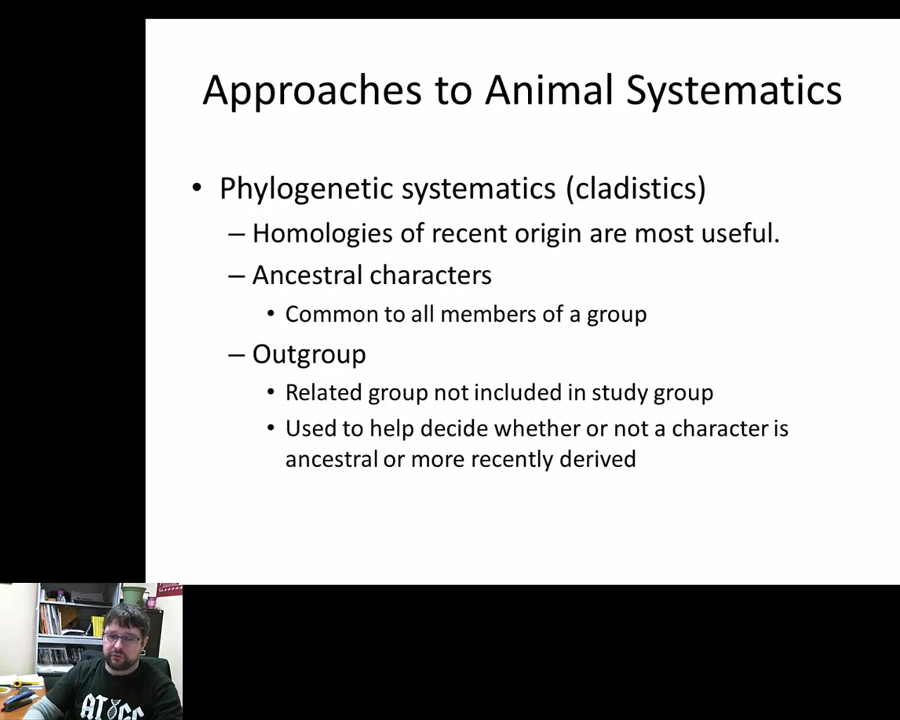 Approaches to Animal Systematics
• Phylogenetic systematics (cladistics)
– Homologies of recent origin are most useful.
– Ancestral characters
• Common to all members of a group
– Outgroup
• Related group not included in study group
• Used to help decide whether or not a character is
ancestral or more recently derived